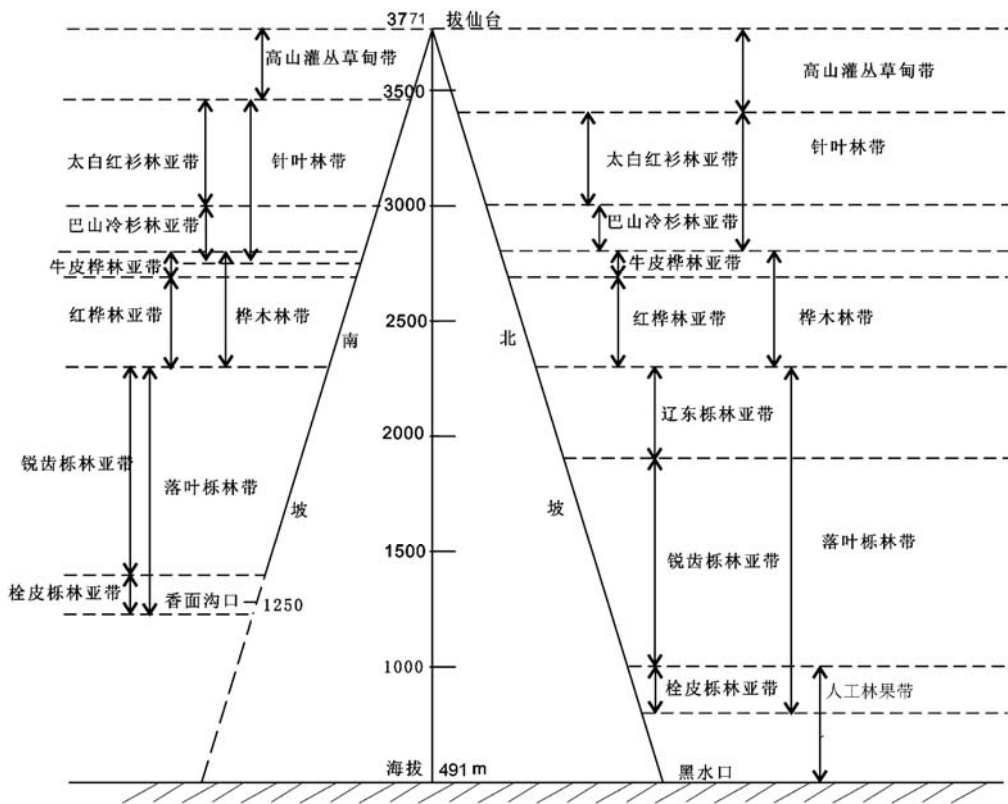 3771 拔仙台
高山灌丛草甸带
高山灌丛草甸带
3500
太白红衫林亚带
针叶林带
太白红杉林亚带
针叶林带
3000
巴山冷杉林亚带
巴山冷杉林亚带
牛皮桦林亚带
牛皮桦林亚带
红桦林亚带
桦木林带
2500
南
北
红桦林亚带
桦木林带
辽东栎林亚带
2000
锐齿栎林亚带
落叶栎林带
坡
坡
锐齿栎林亚带
落叶栎林带
1500
栓皮栎林亚带
香面沟口
1250
1000
栓皮栎林亚带
人工林果带
海拔
491 m
黑水口